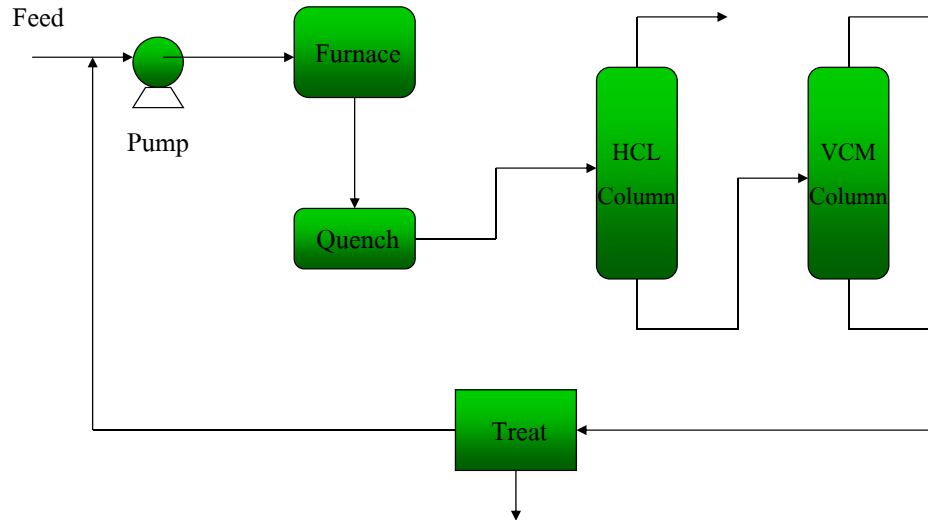 Feed
Pump
Furnace
Quench
HCL
Column
VCM
Column
Treat